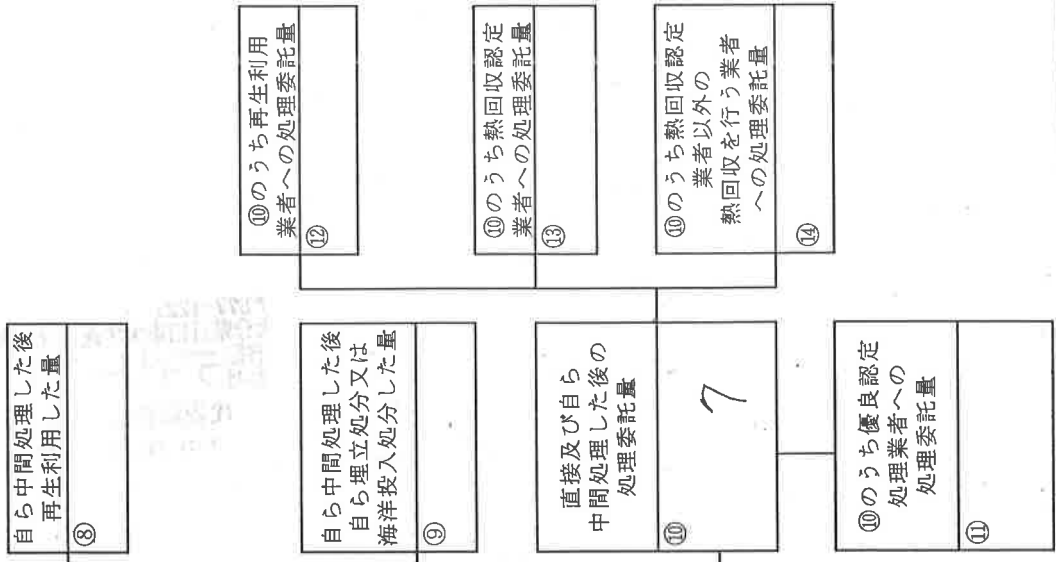 自ら中間処理した後
再生利用した量
⑧
自ら中間処理した後
自ら埋立処分又は
海洋投入処分した量
⑨
直接及び自ら
中間処理した後の
処理委託量
⑩
7
⑩のうち優良認定
処理業者への
処理委託量
⑪
⑩のうち再生利用
業者への処理委託量
⑫
⑩のうち熱回収認定
業者への処理委託量
⑬
⑩のうち熱回収認定
業者以外の
熱回収を行う業者
への処理委託量
⑭